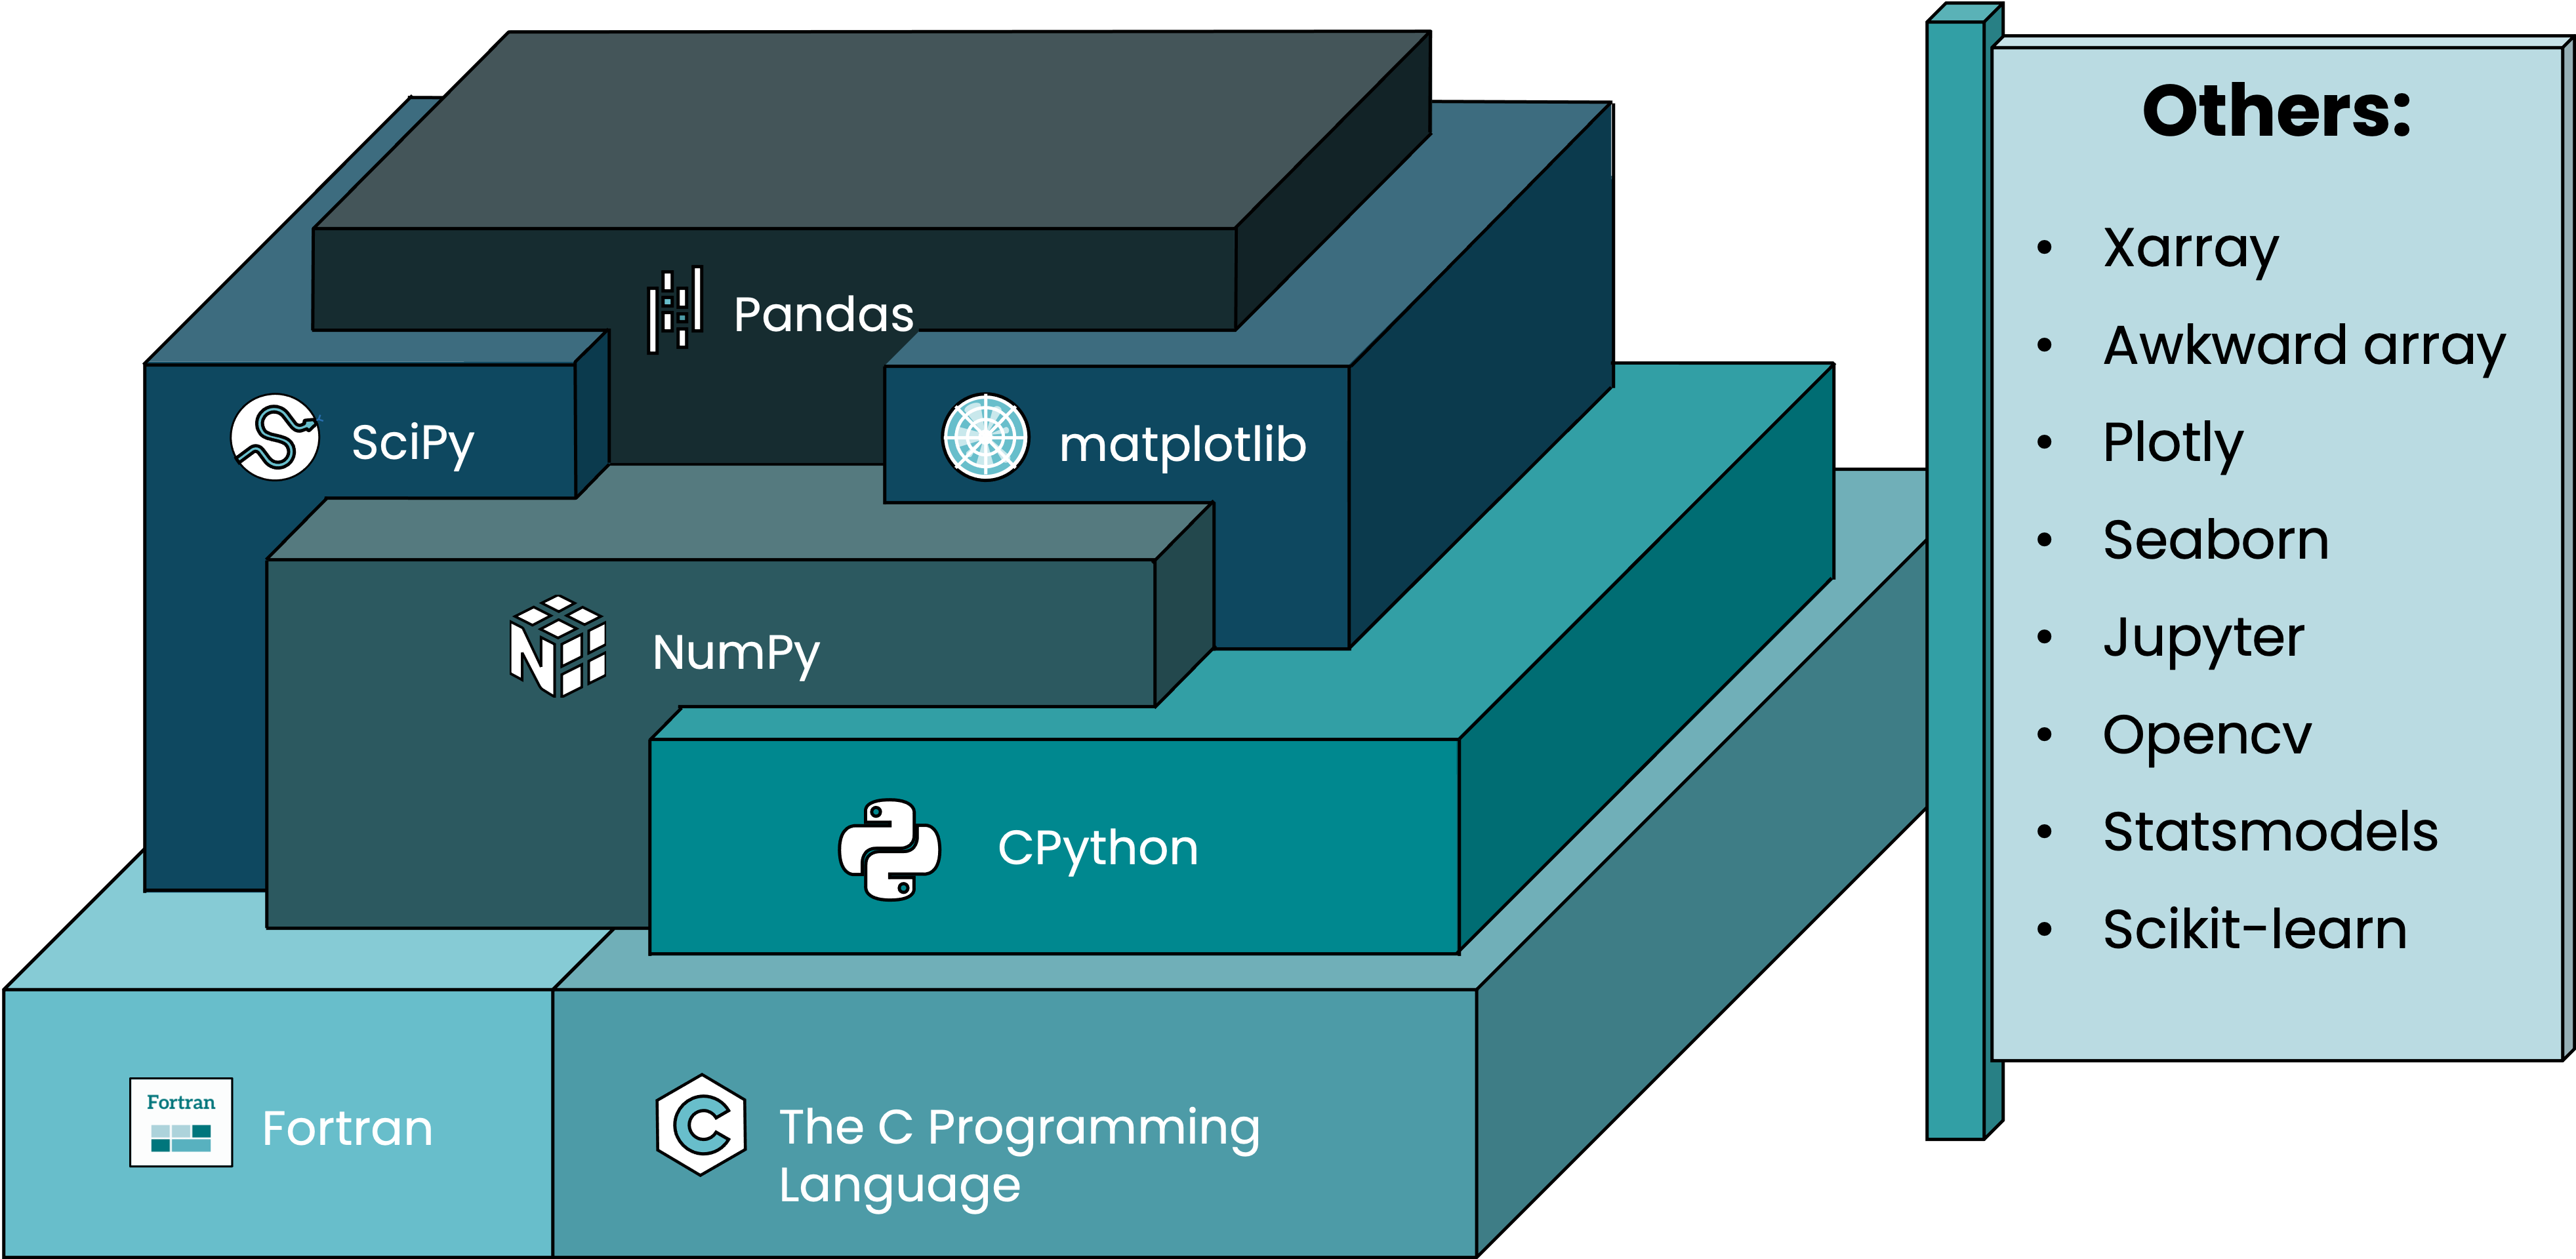 Pandas
SciPy
matplotlib
NumPy
CPython
Fortran
Fortran
The C Programming
Language
Others:
• Xarray
• Awkward array
• Plotly
• Seaborn
• Jupyter
• Opencv
• Statsmodels
• Scikit-learn